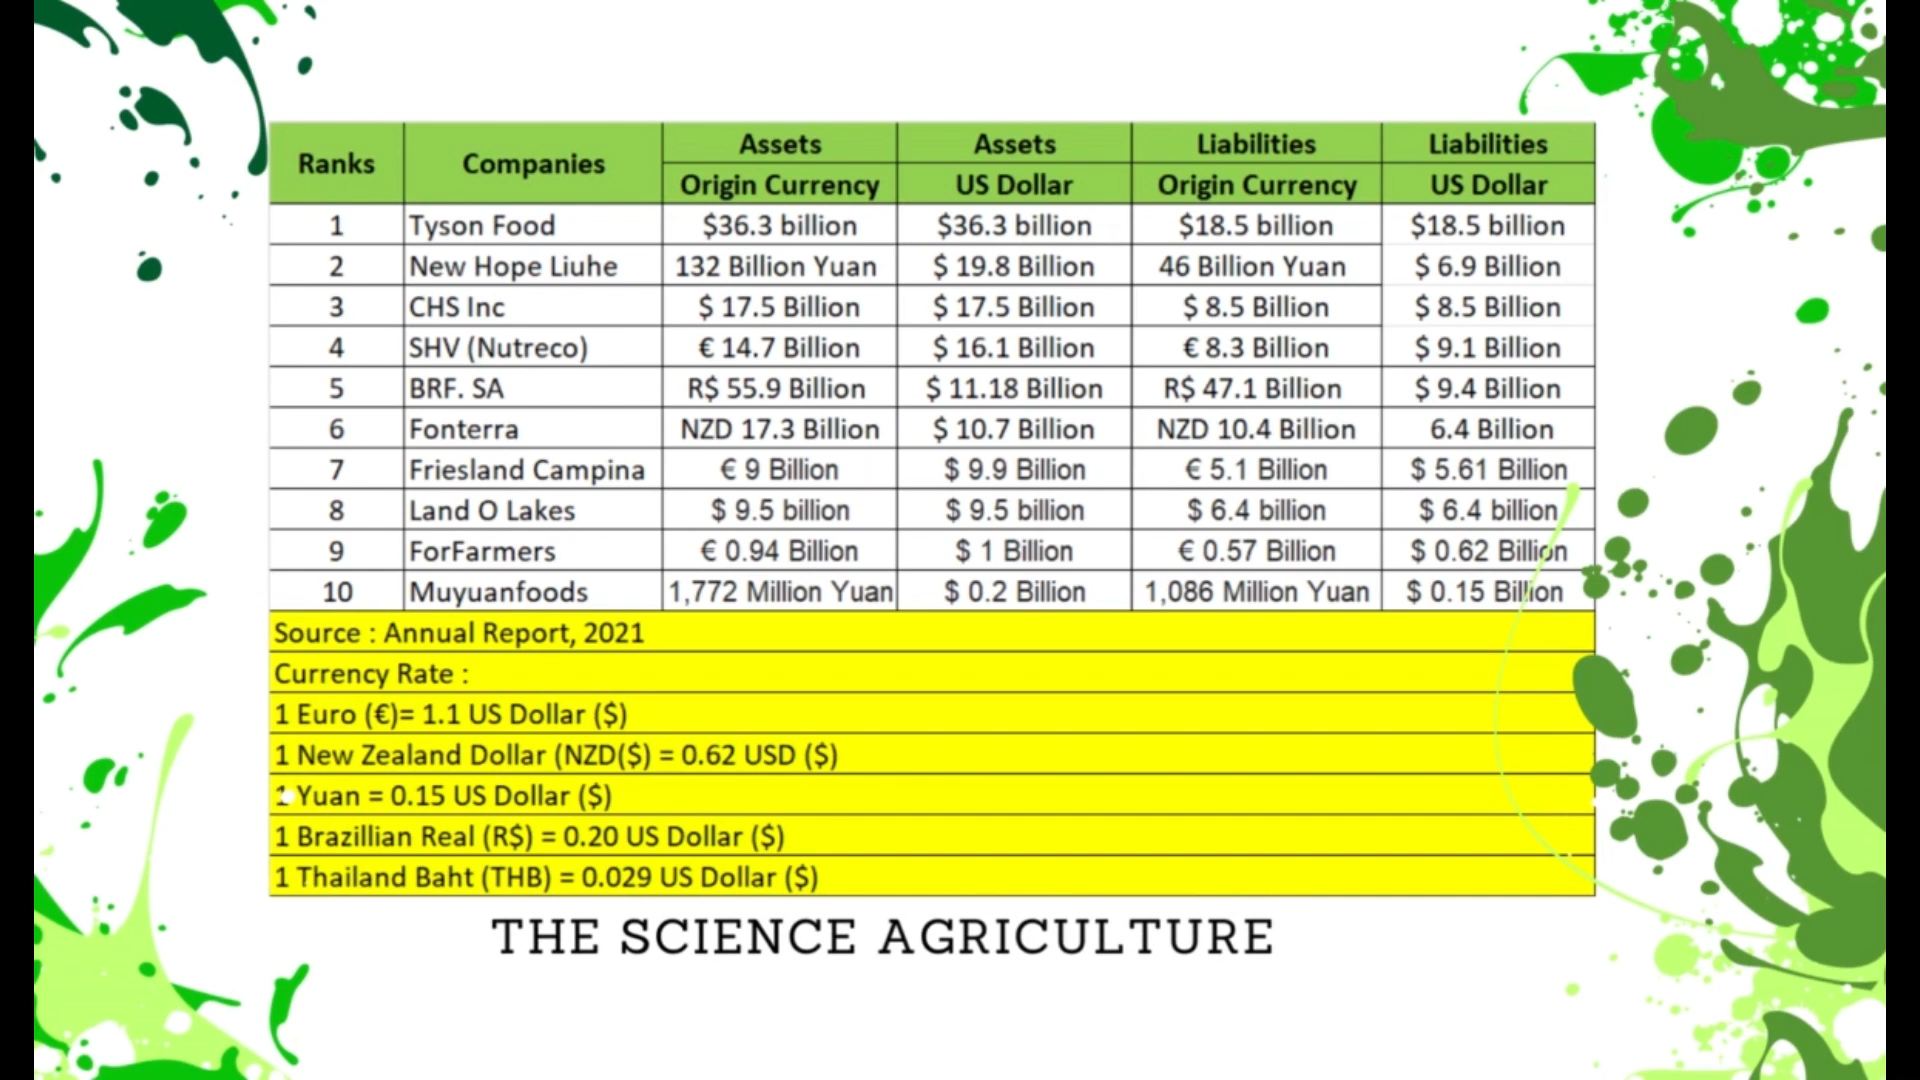 Ranks Companies Assets Assets Liabilities Liabilities
Origin Currency US Dollar Origin Currency US Dollar
1 Tyson Food $36.3 billion $36.3 billion $18.5 billion $18.5 billion
2 New Hope Liuhe 132 Billion Yuan $ 19.8 Billion 46 Billion Yuan $ 6.9 Billion
3 CHS Inc $ 17.5 Billion $ 17.5 Billion $ 8.5 Billion $ 8.5 Billion
4 SHV (Nutreco) € 14.7 Billion $ 16.1 Billion € 8.3 Billion $ 9.1 Billion
5 BRF. SA R$ 55.9 Billion $ 11.18 Billion R$ 47.1 Billion $ 9.4 Billion
6 Fonterra NZD 17.3 Billion $ 10.7 Billion NZD 10.4 Billion 6.4 Billion
7 Friesland Campina € 9 Billion $ 9.9 Billion € 5.1 Billion $ 5.61 Billion
8 Land O Lakes $ 9.5 billion $ 9.5 billion $ 6.4 billion $ 6.4 billion
9 ForFarmers € 0.94 Billion $ 1 Billion € 0.57 Billion $ 0.62 Billion
10 Muyuanfoods 1,772 Million Yuan $ 0.2 Billion 1,086 Million Yuan $ 0.15 Billion
Source : Annual Report, 2021
Currency Rate :
1 Euro (€)= 1.1 US Dollar ($)
1 New Zealand Dollar (NZD($) = 0.62 USD ($)
1 Yuan = 0.15 US Dollar ($)
1 Brazillian Real (R$) = 0.20 US Dollar ($)
1 Thailand Baht (THB) = 0.029 US Dollar ($)
THE SCIENCE AGRICULTURE